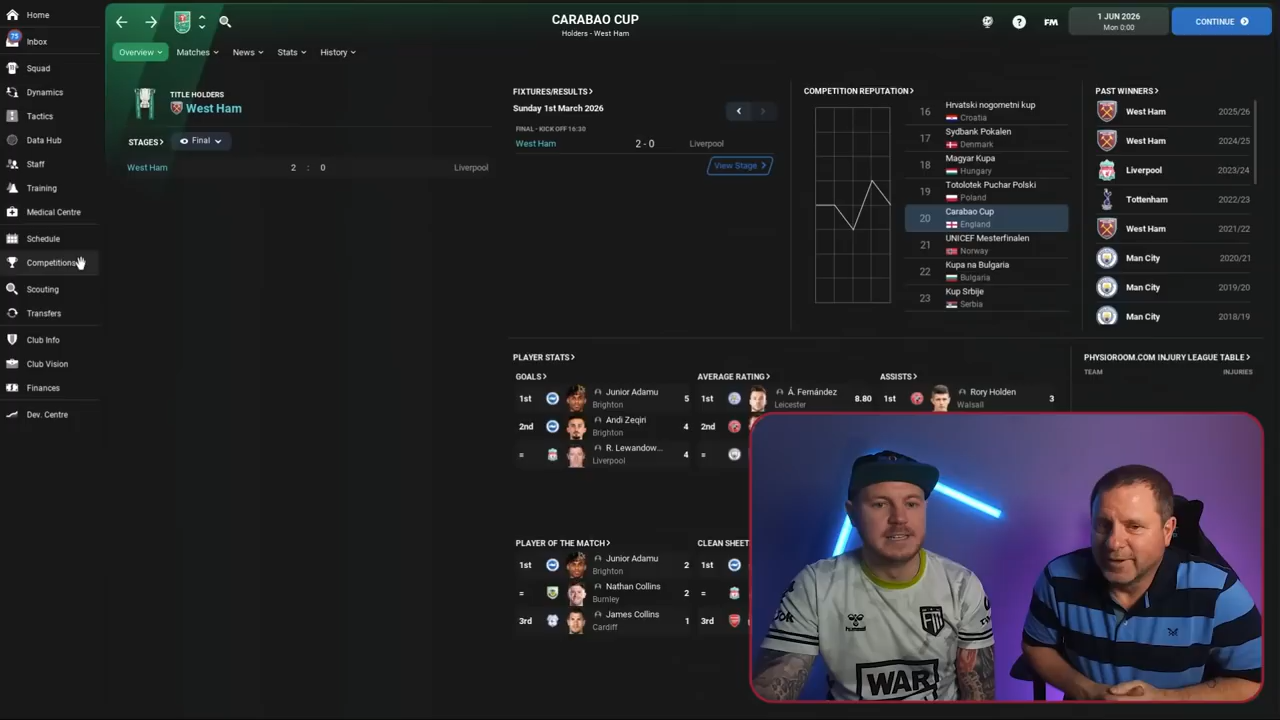 Home
75
Inbox
Squad
Dynamics
Tactics
Data Hub
Staff
Training
Medical Centre
Schedule
Competitions
Scouting
Transfers
Club Info
Club Vision
Finances
Dev. Centre
CARABAO CUP
Holders - West Ham
FM
1 JUN 2026
Mon 0:00
CONTINUE
Overview
Matches
News
Stats
History
TITLE HOLDERS
West Ham
STAGES
Final
West Ham 2 : 0 Liverpool
FIXTURES/RESULTS
Sunday 1st March 2026
FINAL - KICK OFF 16:30
West Ham 2 - 0 Liverpool
View Stage
COMPETITION REPUTATION
16 Hrvatski nogometni kup
Croatia
17 Sydbank Pokalen
Denmark
18 Magyar Kupa
Hungary
19 Totolotek Puchar Polski
Poland
20 Carabao Cup
England
21 UNICEF Mesterfinalen
Norway
22 Kupa na Bulgaria
Bulgaria
23 Kup Srbije
Serbia
PAST WINNERS
West Ham 2025/26
West Ham 2024/25
Liverpool 2023/24
Tottenham 2022/23
West Ham 2021/22
Man City 2020/21
Man City 2019/20
Man City 2018/19
PLAYER STATS
GOALS
1st Junior Adamu 5
Brighton
2nd Andi Zeqiri 4
Brighton
= R. Lewandow... 4
Liverpool
AVERAGE RATING
1st Á. Fernández 8.80
Leicester
2nd
=
ASSISTS
1st Rory Holden 3
Walsall
PHYSIOROOM.COM INJURY LEAGUE TABLE
TEAM INJURIES
PLAYER OF THE MATCH
1st Junior Adamu 2
Brighton
= Nathan Collins 2
Burnley
3rd James Collins 1
Cardiff
CLEAN SHEET
1st
=
3rd
hummel
WAR